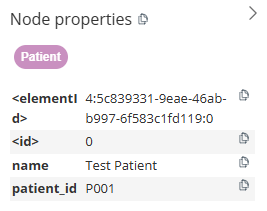 Node properties
Patient
<elementI 4:5c839331-9eae-46ab-
d> b997-6f583c1fd119:0
<id> 0
name Test Patient
patient_id P001